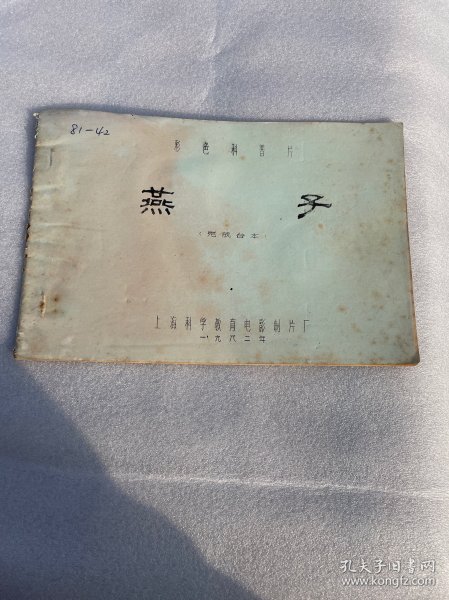 81-42
彩色科普片
燕子
(完成台本)
上海科学教育电影制片厂
一九八二年
孔夫子旧书网
www.kongfz.com